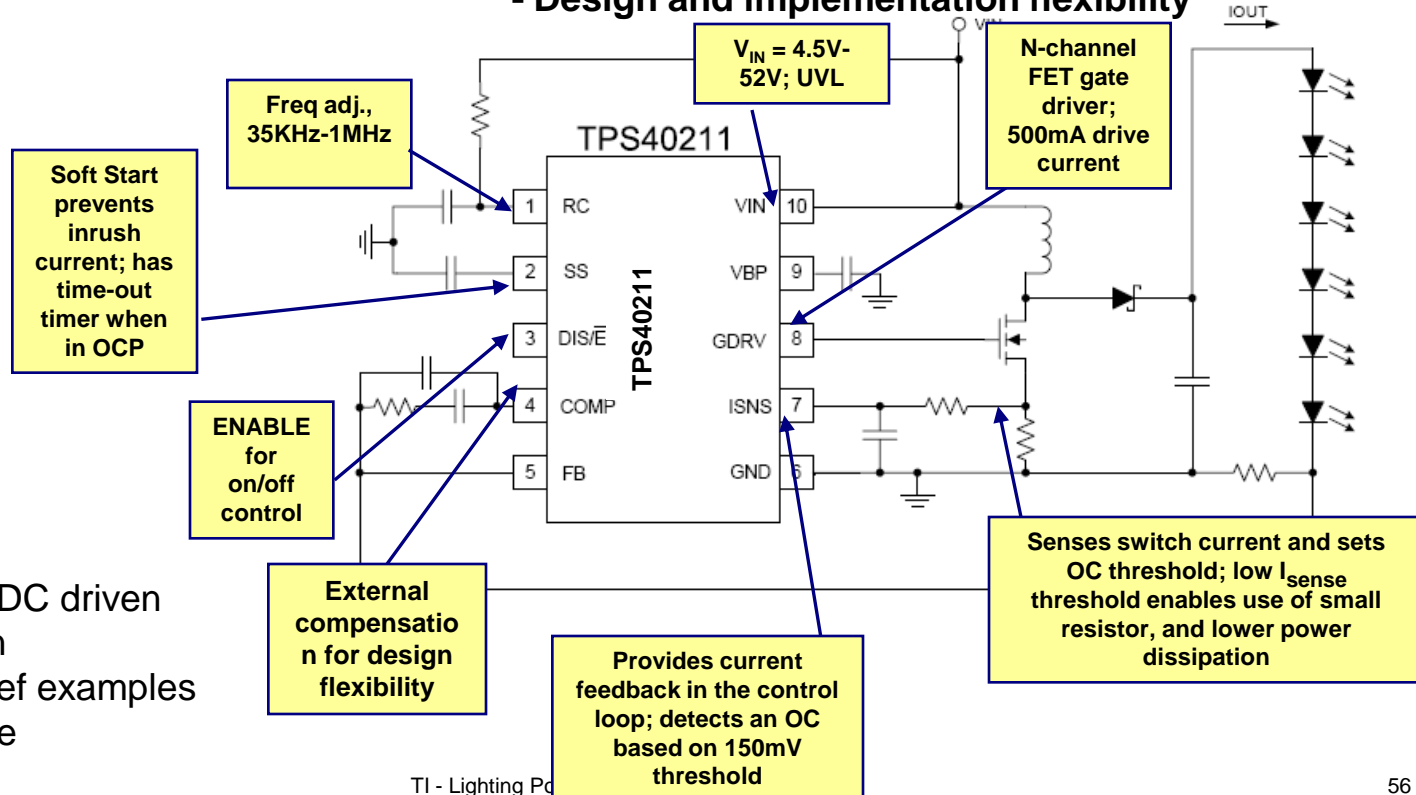 - Design and implementation flexibility
IOUT
VIN
V_IN = 4.5V-
52V; UVL
N-channel
FET gate
driver;
500mA drive
current
Freq adj.,
35KHz-1MHz
TPS40211
Soft Start
prevents
inrush
current; has
time-out
timer when
in OCP
1 RC
VIN 10
2 SS
VBP 9
3 DIS/E̅
GDRV 8
4 COMP
ISNS 7
5 FB
GND 6
TPS40211
ENABLE
for
on/off
control
External
compensatio
n for design
flexibility
Provides current
feedback in the control
loop; detects an OC
based on 150mV
threshold
Senses switch current and sets
OC threshold; low I_sense
threshold enables use of small
resistor, and lower power
dissipation
DC driven
ef examples
TI - Lighting Po
56